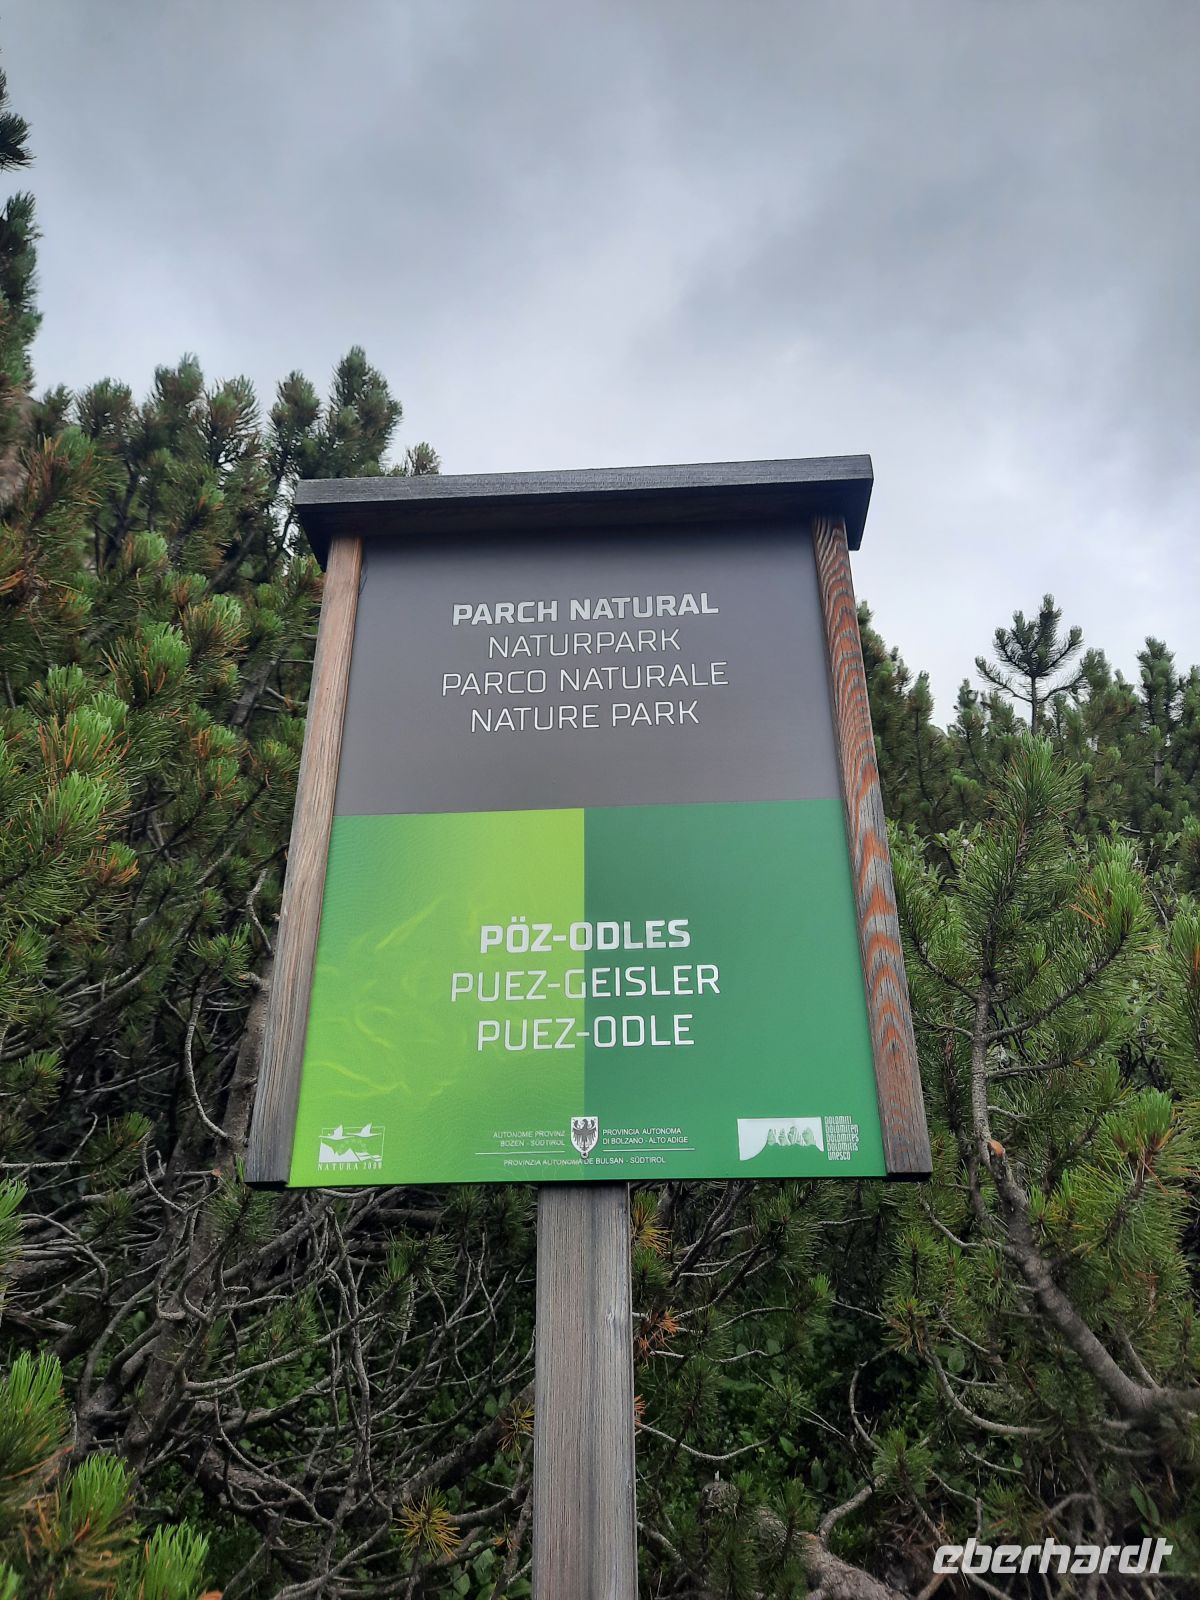 PARCH NATURAL
NATURPARK
PARCO NATURALE
NATURE PARK
PÖZ-ODLES
PUEZ-GEISLER
PUEZ-ODLE
NATURA 2000
AUTONOME PROVINZ
BOZEN - SÜDTIROL
PROVINCIA AUTONOMA
DI BOLZANO - ALTO ADIGE
PROVINZIA AUTONOMA DE BULSAN - SÜDTIROL
DOLOMITI
DOLOMITEN
DOLOMITES
DOLOMITIS
UNESCO
eberhardt